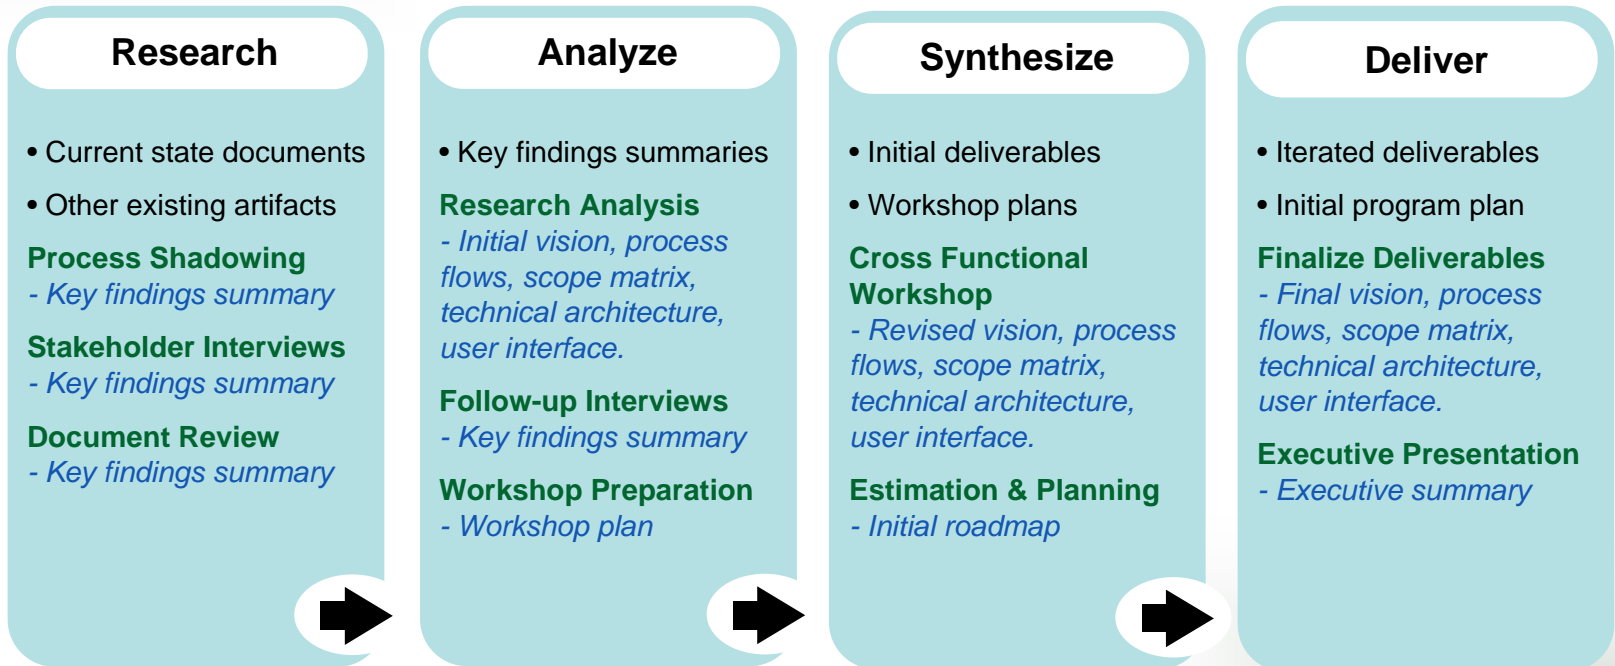 Research
• Current state documents
• Other existing artifacts
Process Shadowing
- Key findings summary
Stakeholder Interviews
- Key findings summary
Document Review
- Key findings summary
Analyze
• Key findings summaries
Research Analysis
- Initial vision, process
flows, scope matrix,
technical architecture,
user interface.
Follow-up Interviews
- Key findings summary
Workshop Preparation
- Workshop plan
Synthesize
• Initial deliverables
• Workshop plans
Cross Functional
Workshop
- Revised vision, process
flows, scope matrix,
technical architecture,
user interface.
Estimation & Planning
- Initial roadmap
Deliver
• Iterated deliverables
• Initial program plan
Finalize Deliverables
- Final vision, process
flows, scope matrix,
technical architecture,
user interface.
Executive Presentation
- Executive summary